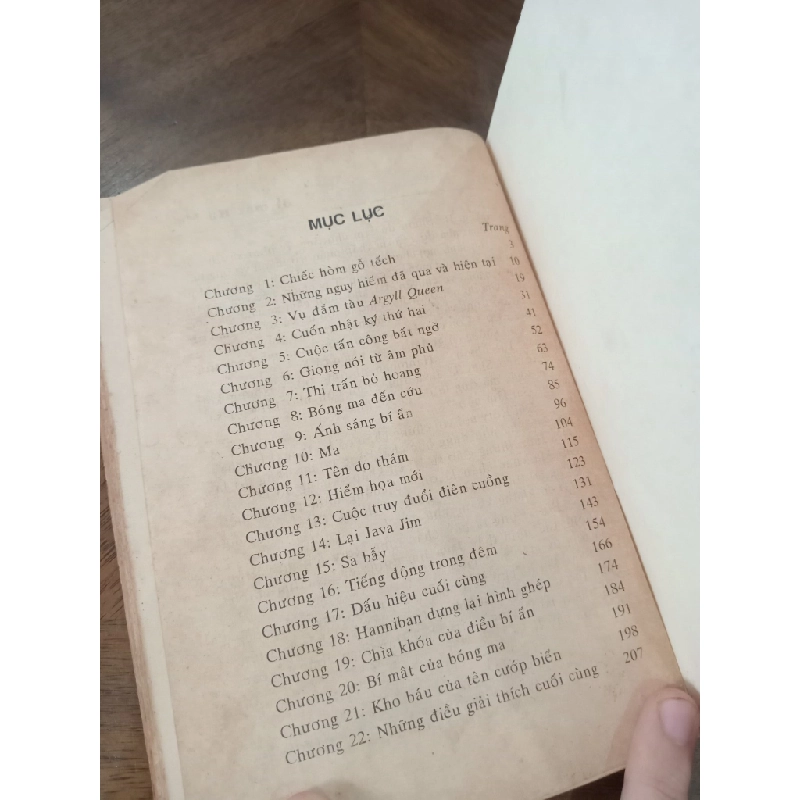 MỤC LỤC
Trang
Chương 1: Chiếc hòm gỗ tếch 3
Chương 2: Những nguy hiểm đã qua và hiện tại 10
Chương 3: Vụ đắm tàu Argyll Queen 19
Chương 4: Cuốn nhật ký thứ hai 31
Chương 5: Cuộc tấn công bất ngờ 41
Chương 6: Giọng nói từ âm phủ 52
Chương 7: Thị trấn bỏ hoang 63
Chương 8: Bóng ma đến cứu 74
Chương 9: Ánh sáng bí ẩn 85
Chương 10: Ma 96
Chương 11: Tên do thám 104
Chương 12: Hiểm họa mới 115
Chương 13: Cuộc truy đuổi điên cuồng 123
Chương 14: Lại Java Jim 131
Chương 15: Sa bẫy 143
Chương 16: Tiếng động trong đêm 154
Chương 17: Dấu hiệu cuối cùng 166
Chương 18: Hanniban dựng lại hình ghép 174
Chương 19: Chìa khóa của điều bí ẩn 184
Chương 20: Bí mật của bóng ma 191
Chương 21: Kho báu của tên cướp biển 198
Chương 22: Những điều giải thích cuối cùng 207